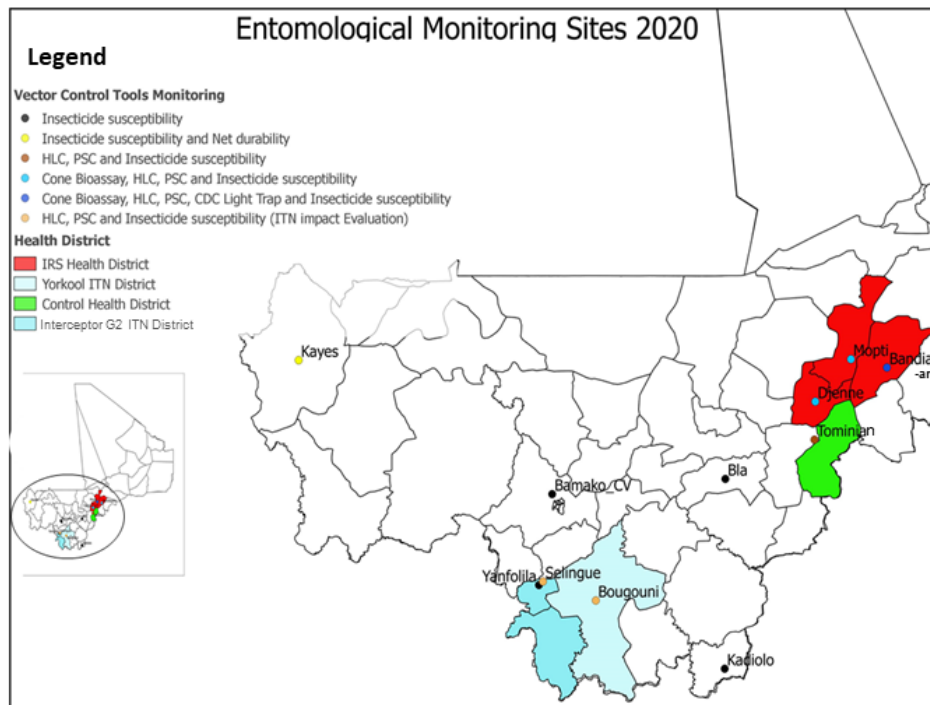 Entomological Monitoring Sites 2020
Legend
Vector Control Tools Monitoring
Insecticide susceptibility
Insecticide susceptibility and Net durability
HLC, PSC and Insecticide susceptibility
Cone Bioassay, HLC, PSC and Insecticide susceptibility
Cone Bioassay, HLC, PSC, CDC Light Trap and Insecticide susceptibility
HLC, PSC and Insecticide susceptibility (ITN impact Evaluation)
Health District
IRS Health District
Yorkool ITN District
Control Health District
Interceptor G2 ITN District
Kayes
Mopti
Bandia
-ar
Djenne
Tominian
Bla
Bamako_CV
Yanfolila
Selingue
Bougouni
Kadiolo